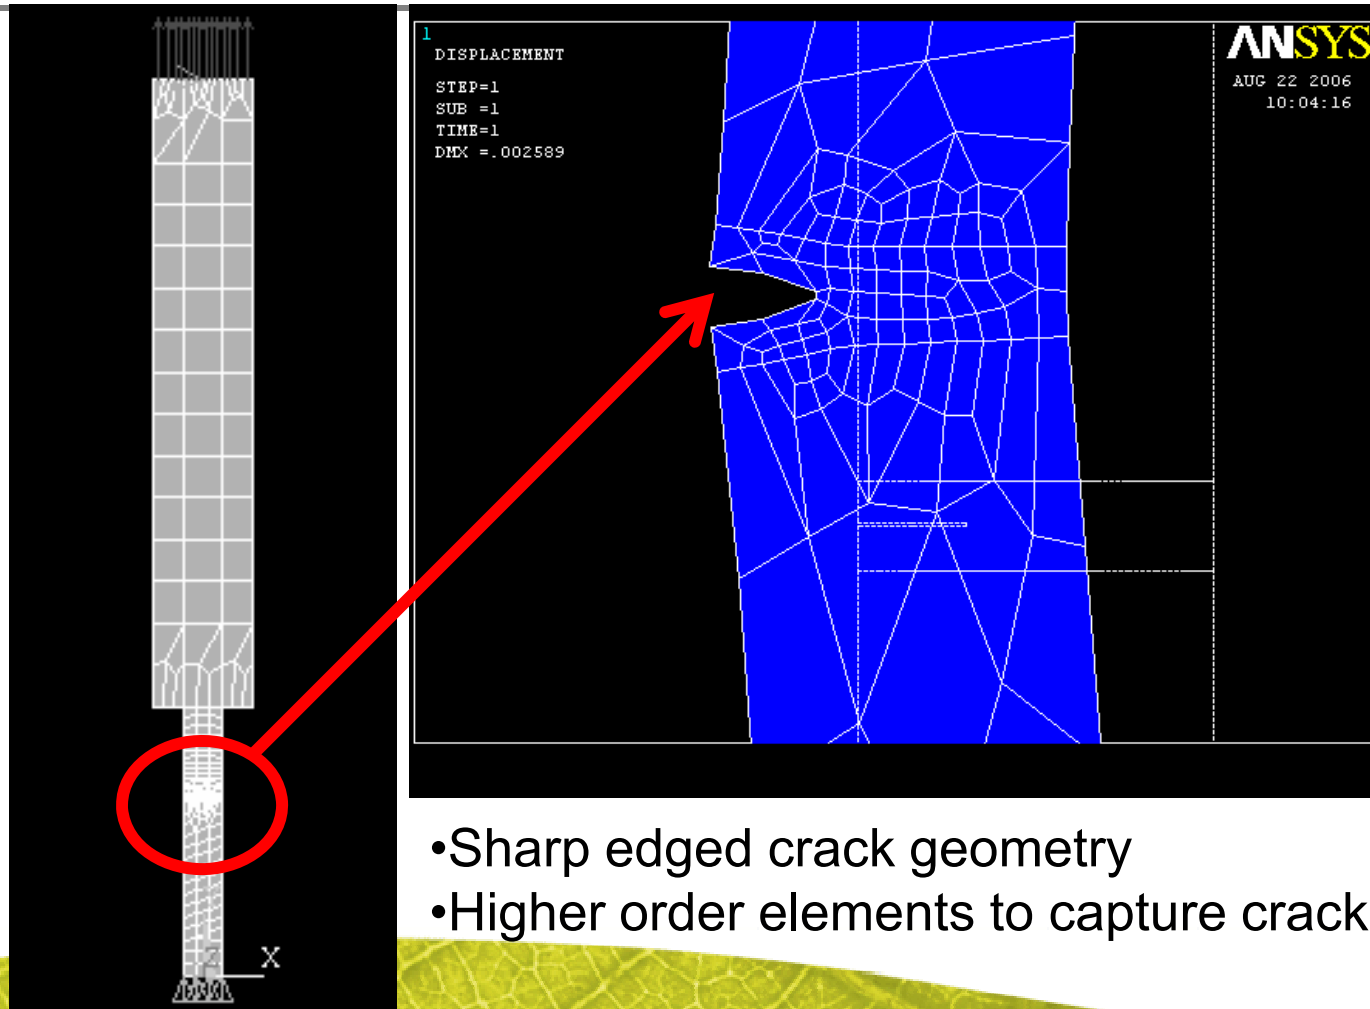 1
DISPLACEMENT
STEP=1
SUB =1
TIME=1
DMX =.002589
ANSYS
AUG 22 2006
10:04:16
•Sharp edged crack geometry
•Higher order elements to capture crack
Z
X